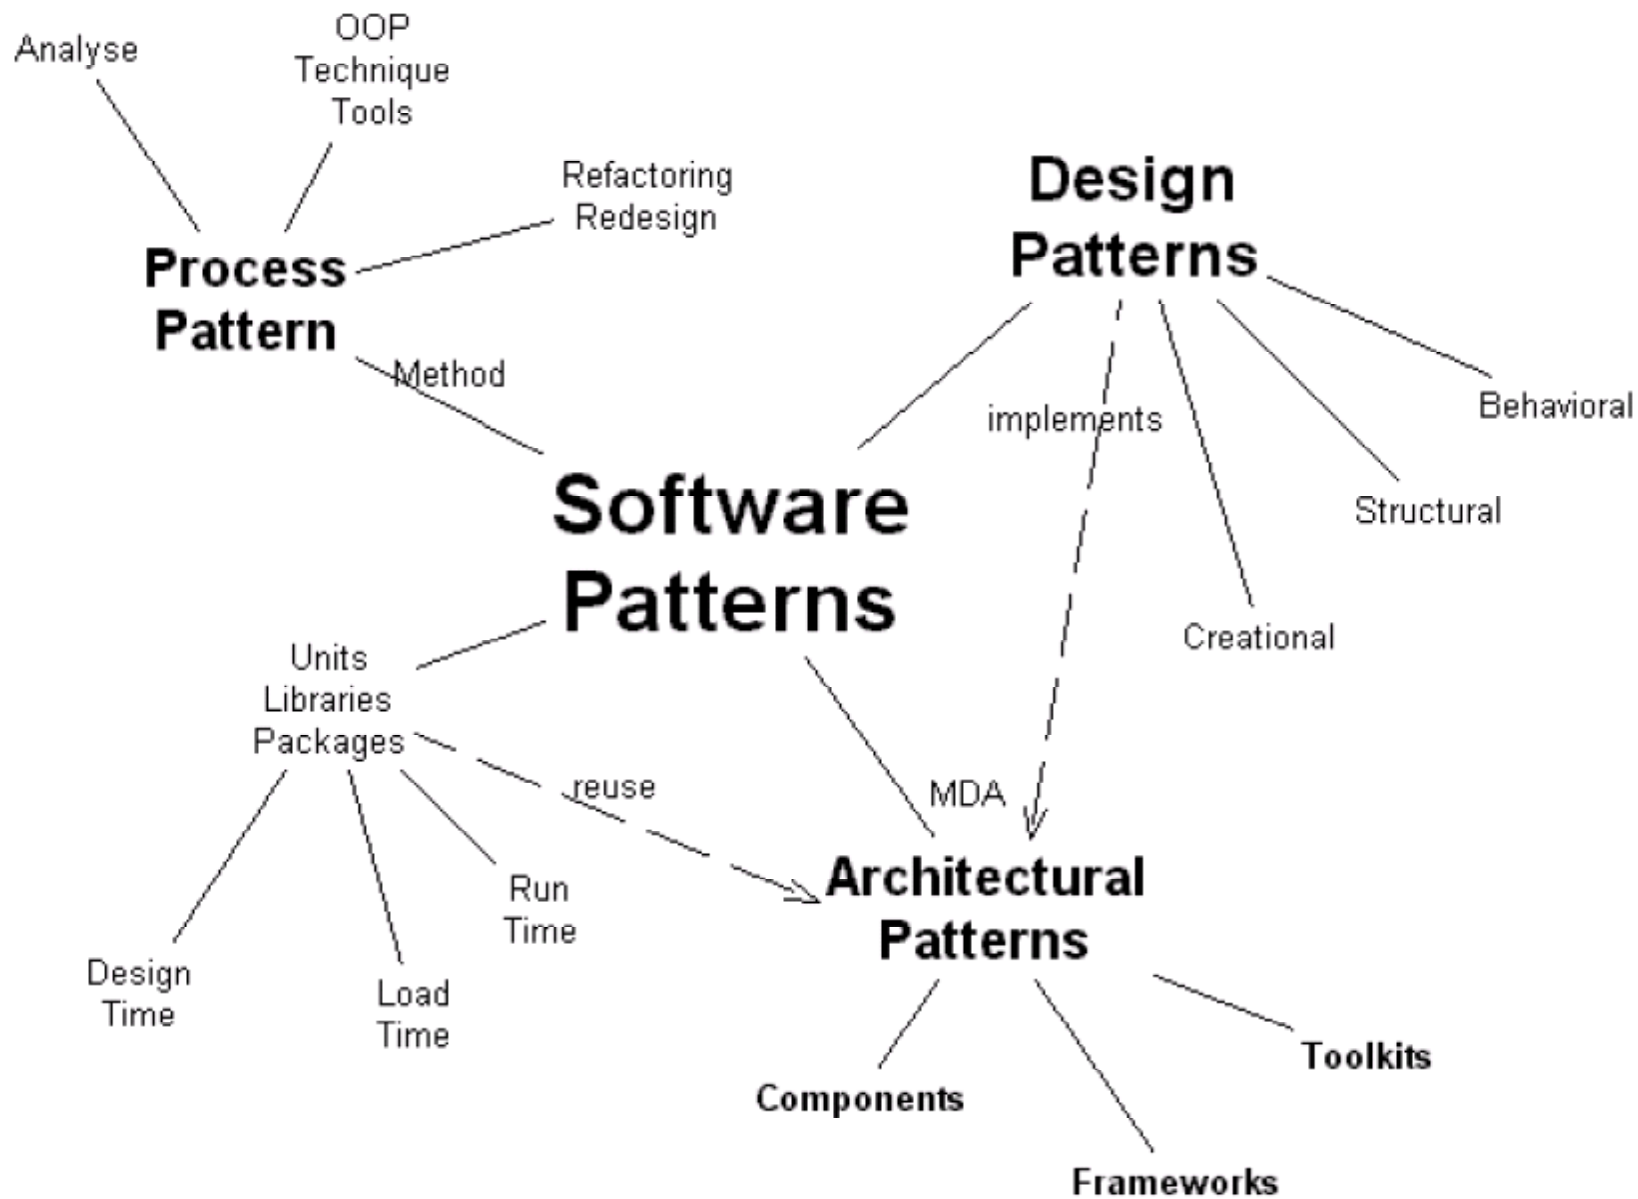 Analyse
OOP
Technique
Tools
Refactoring
Redesign
Process
Pattern
Method
Design
Patterns
implements
Behavioral
Structural
Creational
Software
Patterns
Units
Libraries
Packages
reuse
MDA
Run
Time
Design
Time
Load
Time
Architectural
Patterns
Toolkits
Components
Frameworks